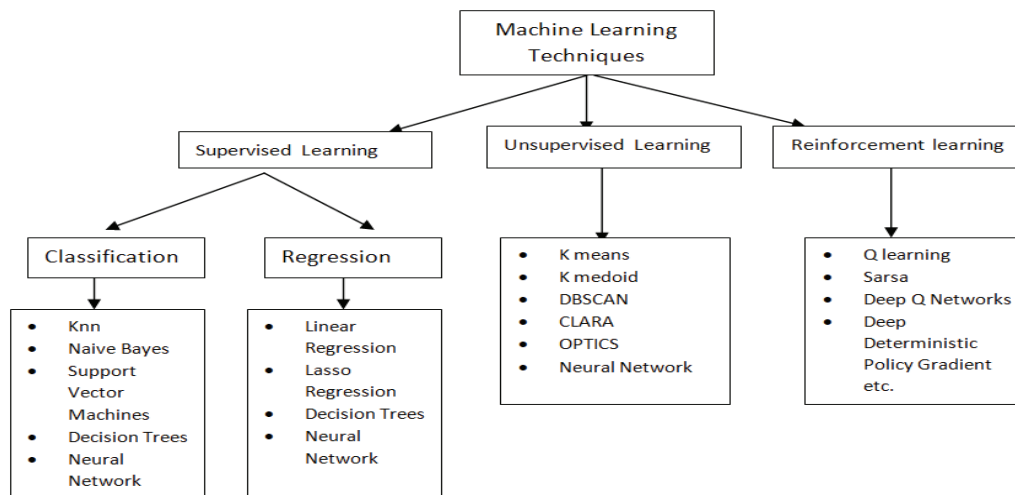 Machine Learning
Techniques
Supervised Learning
Unsupervised Learning
Reinforcement learning
Classification
Regression
• Knn
• Naive Bayes
• Support
Vector
Machines
• Decision Trees
• Neural
Network
• Linear
Regression
• Lasso
Regression
• Decision Trees
• Neural
Network
• K means
• K medoid
• DBSCAN
• CLARA
• OPTICS
• Neural Network
• Q learning
• Sarsa
• Deep Q Networks
• Deep
Deterministic
Policy Gradient
etc.